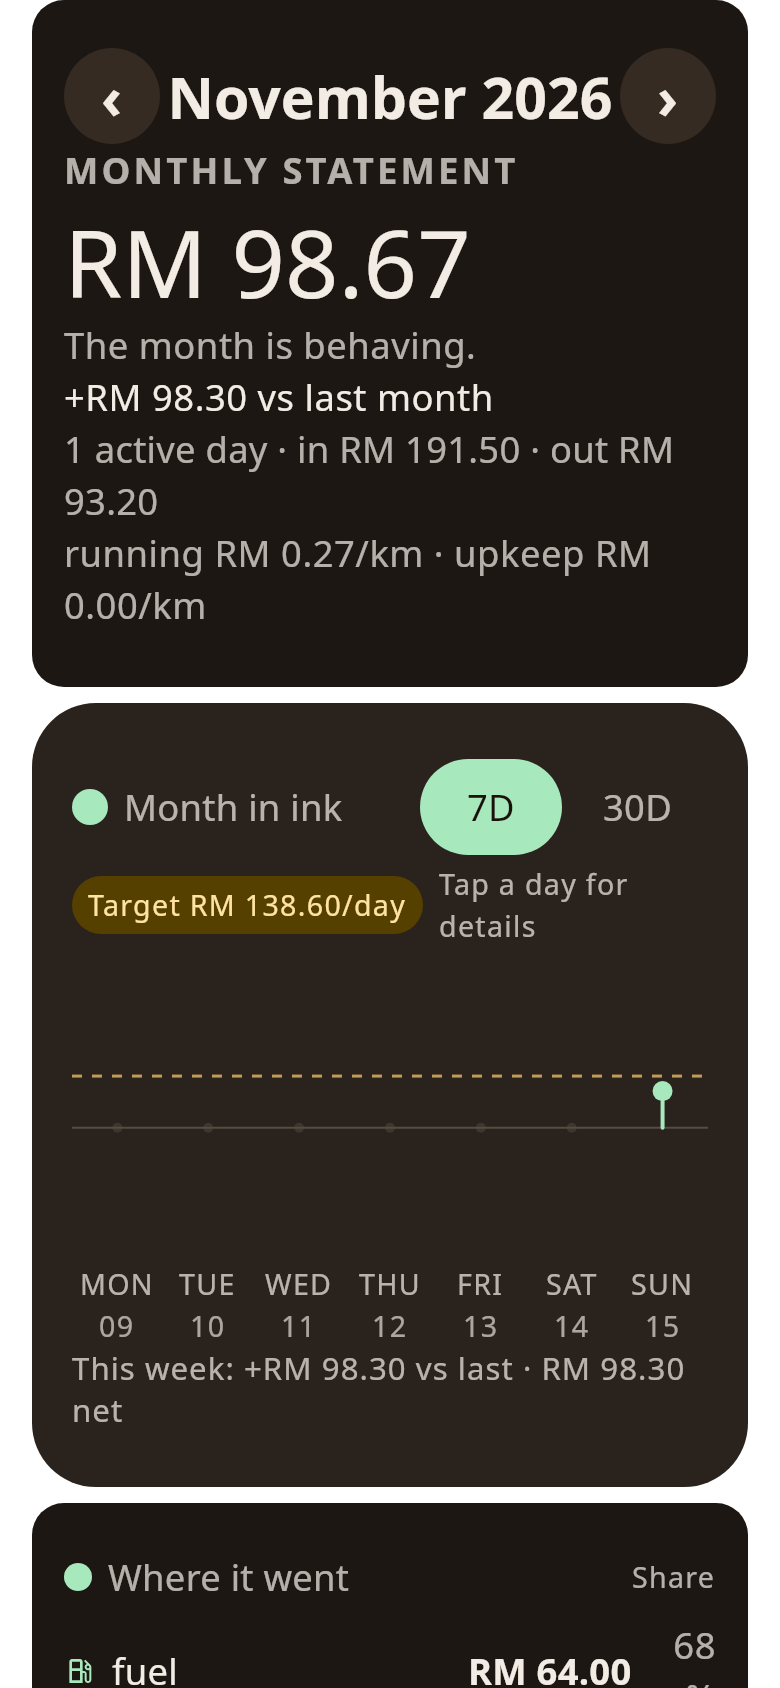 ‹ November 2026 ›
MONTHLY STATEMENT
RM 98.67
The month is behaving.
+RM 98.30 vs last month
1 active day · in RM 191.50 · out RM
93.20
running RM 0.27/km · upkeep RM
0.00/km
Month in ink 7D 30D
Target RM 138.60/day
Tap a day for
details
MON TUE WED THU FRI SAT SUN
09 10 11 12 13 14 15
This week: +RM 98.30 vs last · RM 98.30
net
Where it went Share
fuel RM 64.00 68
%